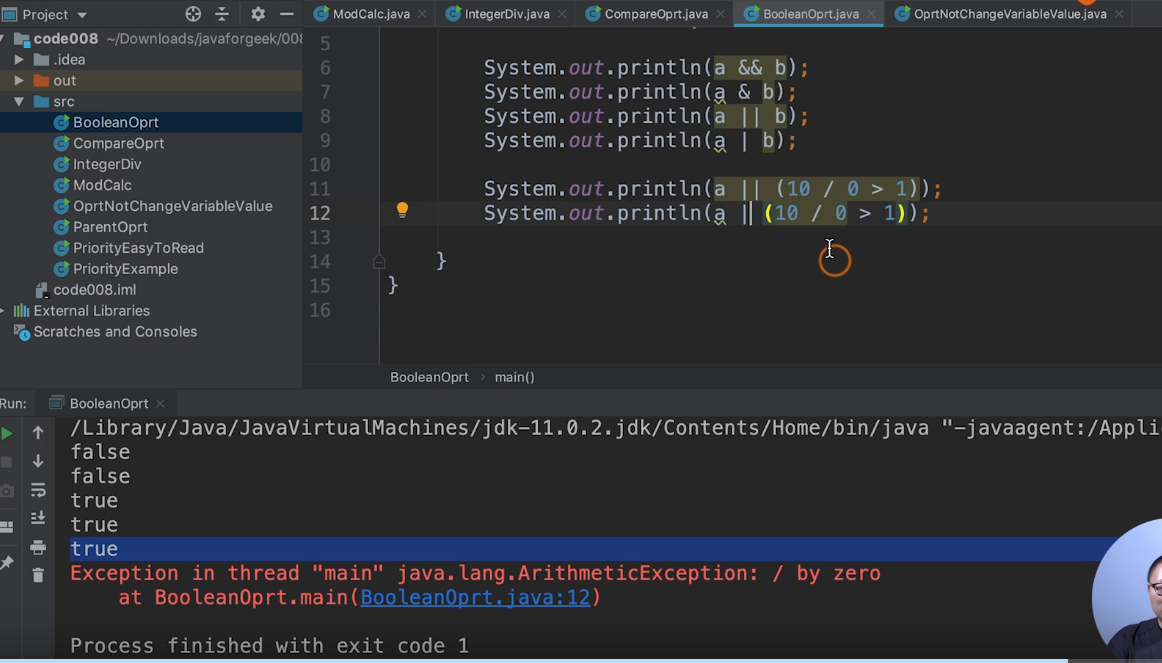 Project
ModCalc.java
IntegerDiv.java
CompareOprt.java
BooleanOprt.java
OprtNotChangeVariableValue.java
code008 ~/Downloads/javaforgeek/008
.idea
out
src
BooleanOprt
CompareOprt
IntegerDiv
ModCalc
OprtNotChangeVariableValue
ParentOprt
PriorityEasyToRead
PriorityExample
code008.iml
External Libraries
Scratches and Consoles
5
6 System.out.println(a && b);
7 System.out.println(a & b);
8 System.out.println(a || b);
9 System.out.println(a | b);
10
11 System.out.println(a || (10 / 0 > 1));
12 System.out.println(a | (10 / 0 > 1));
13
14 }
15 }
16
BooleanOprt › main()
Run: BooleanOprt
/Library/Java/JavaVirtualMachines/jdk-11.0.2.jdk/Contents/Home/bin/java "-javaagent:/Appli
false
false
true
true
true
Exception in thread "main" java.lang.ArithmeticException: / by zero
at BooleanOprt.main(BooleanOprt.java:12)
Process finished with exit code 1